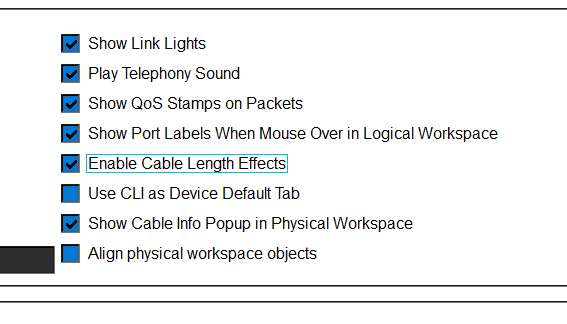 Show Link Lights
Play Telephony Sound
Show QoS Stamps on Packets
Show Port Labels When Mouse Over in Logical Workspace
Enable Cable Length Effects
Use CLI as Device Default Tab
Show Cable Info Popup in Physical Workspace
Align physical workspace objects